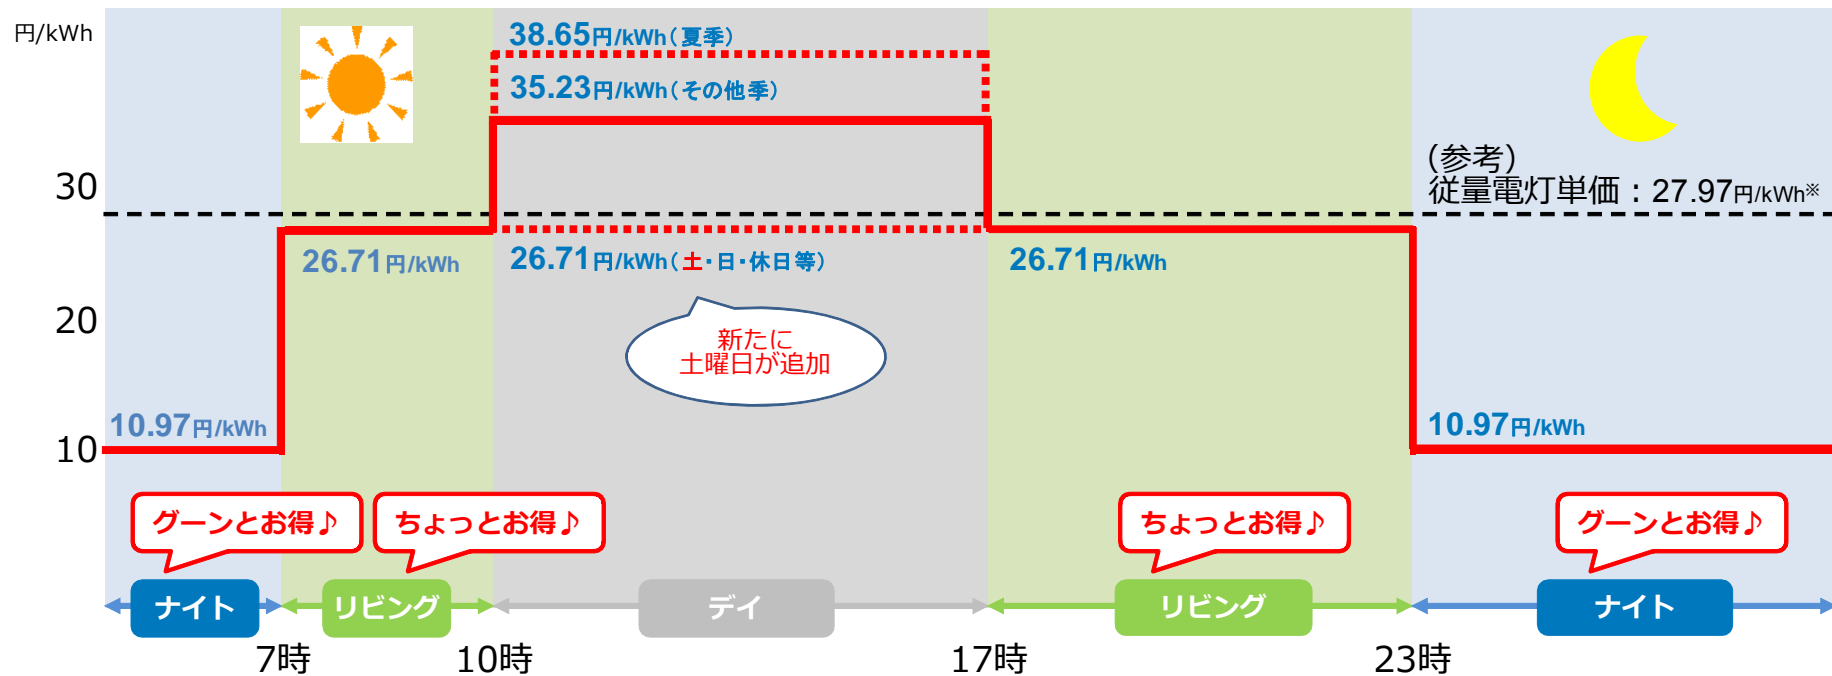 円/kWh
38.65円/kWh(夏季)
35.23円/kWh(その他季)
(参考)
従量電灯単価：27.97円/kWh※
30
26.71円/kWh
26.71円/kWh(土・日・休日等)
26.71円/kWh
新たに
土曜日が追加
20
10.97円/kWh
10.97円/kWh
10
グーンとお得♪
ちょっとお得♪
ちょっとお得♪
グーンとお得♪
ナイト
リビング
デイ
リビング
ナイト
7時
10時
17時
23時